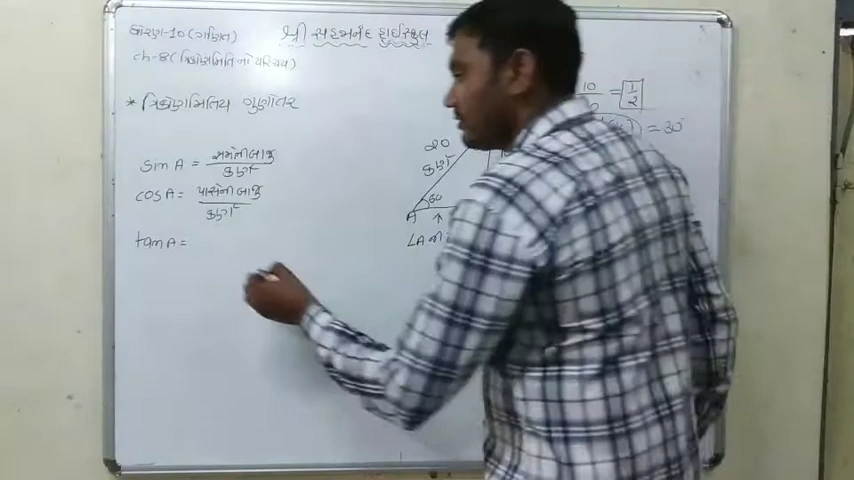 ધોરણ-10 (ગણિત)
શ્રી સહજાનંદ હાઈસ્કૂલ
ch-8 (ત્રિકોણમિતિનો પરિચય)
* ત્રિકોણમિતિય ગુણોત્તર
sin A = સામેની બાજુ / કર્ણ
cos A = પાસેની બાજુ / કર્ણ
tan A =
10 = 1/2
= 30°
20
કર્ણ
60
A
∠A ની